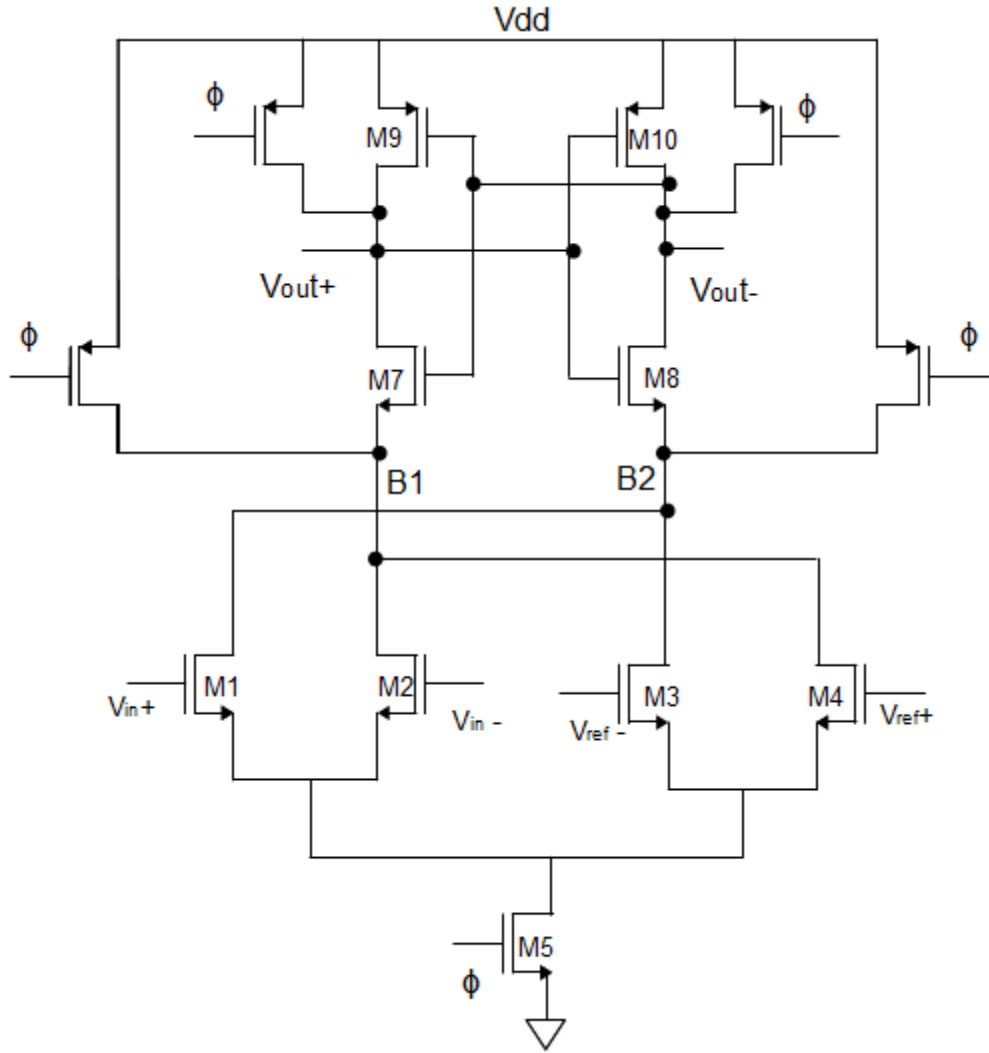 Vdd
ϕ
M9
M10
ϕ
Vout+
Vout-
ϕ
M7
M8
ϕ
B1
B2
Vin+
M1
M2
Vin -
Vref -
M3
M4
Vref+
M5
ϕ